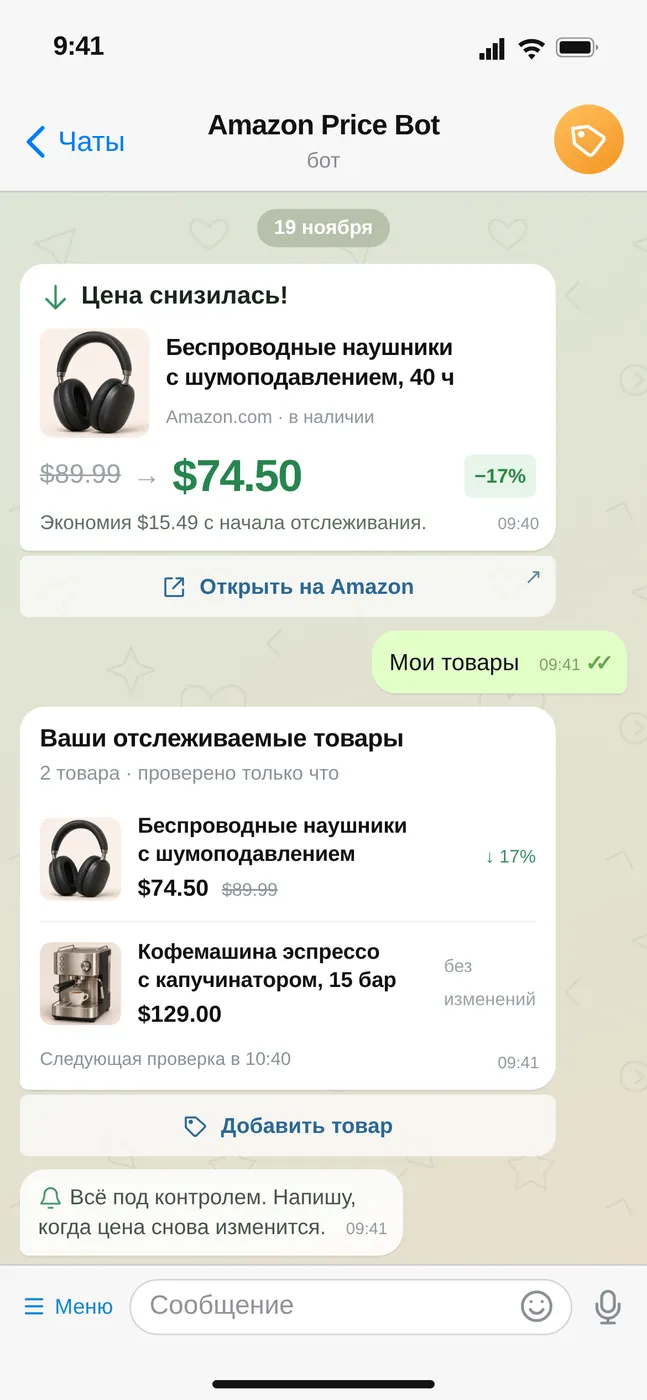 9:41
Чаты
Amazon Price Bot
бот
19 ноября
Цена снизилась!
Беспроводные наушники
с шумоподавлением, 40 ч
Amazon.com · в наличии
$89.99 → $74.50 −17%
Экономия $15.49 с начала отслеживания. 09:40
Открыть на Amazon
Мои товары 09:41
Ваши отслеживаемые товары
2 товара · проверено только что
Беспроводные наушники
с шумоподавлением
↓ 17%
$74.50 $89.99
Кофемашина эспрессо
с капучинатором, 15 бар
без
изменений
$129.00
Следующая проверка в 10:40 09:41
Добавить товар
Всё под контролем. Напишу,
когда цена снова изменится. 09:41
Меню
Сообщение